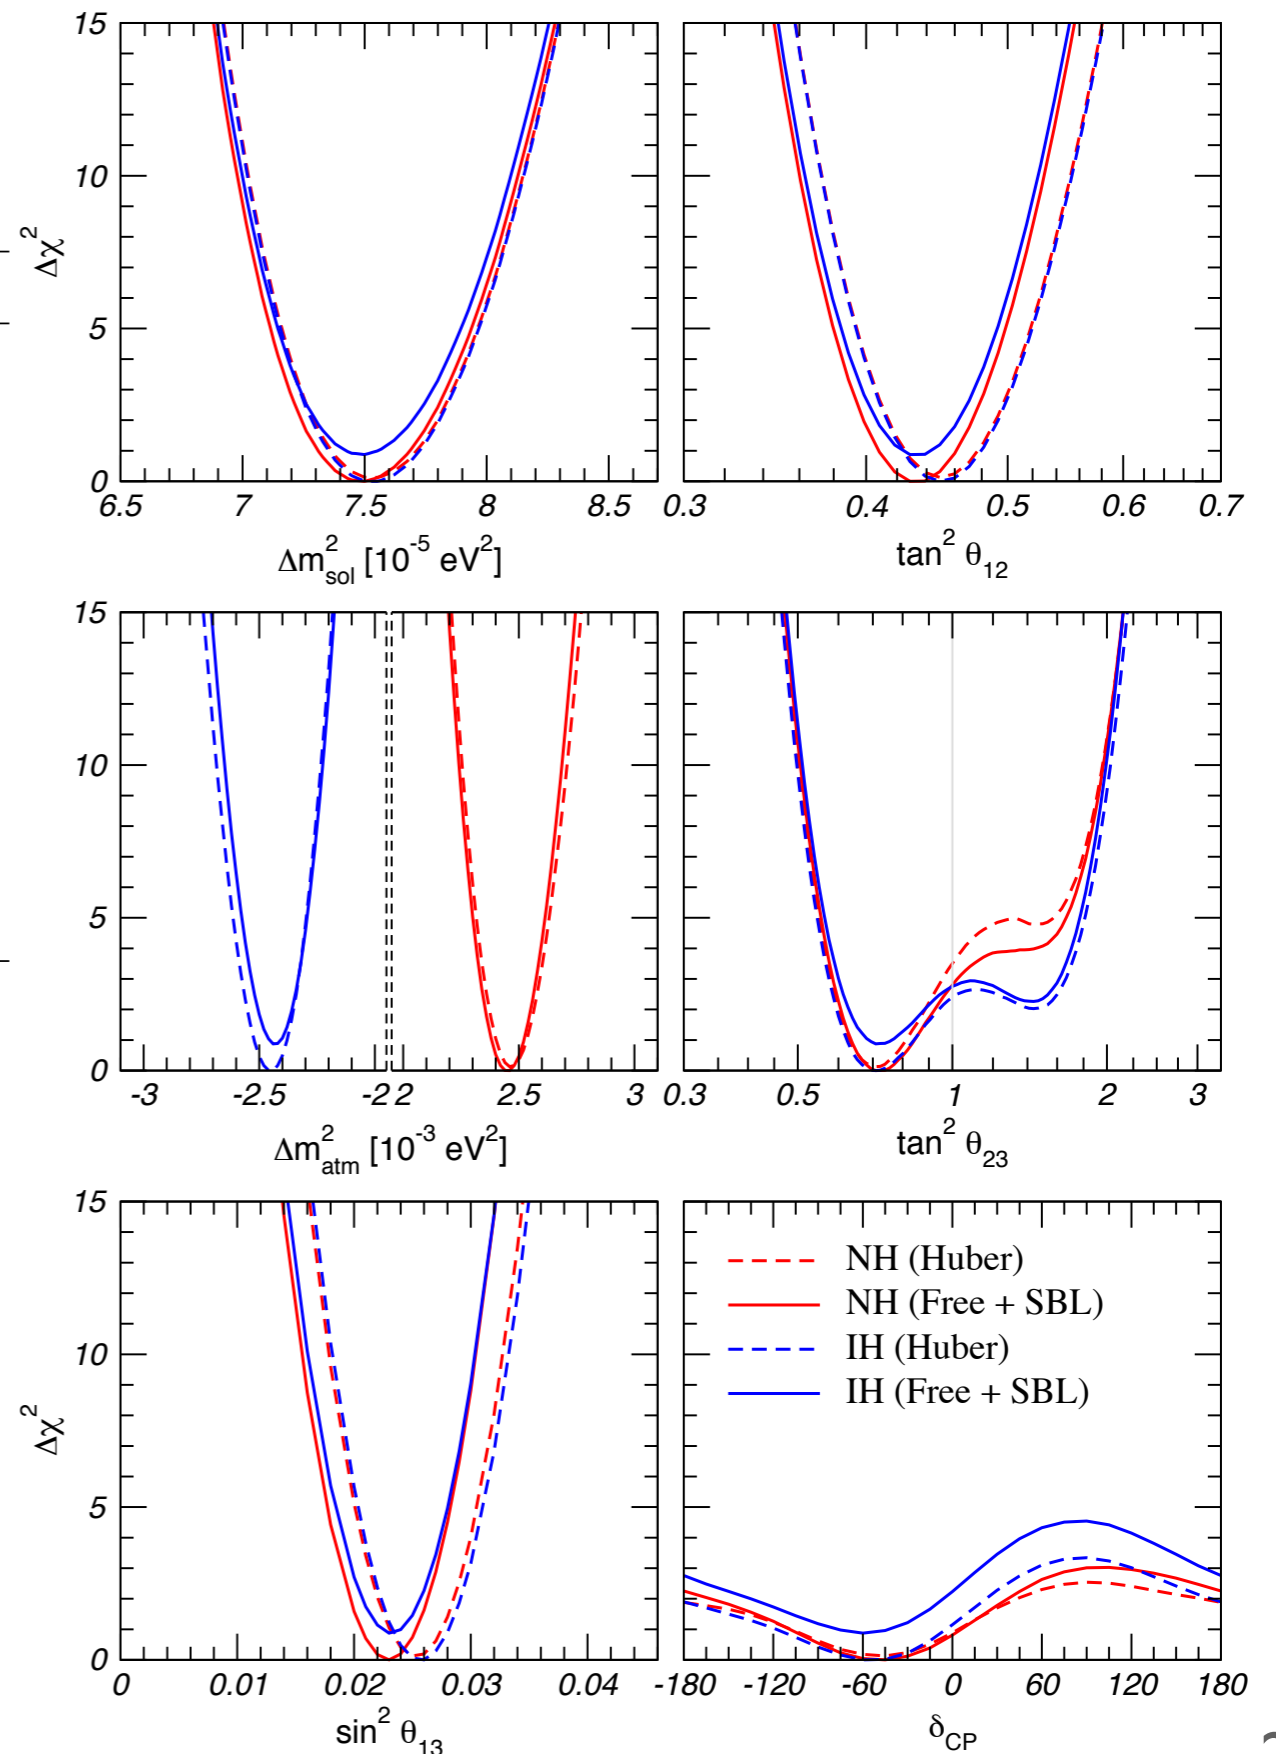 15
10
Δχ²
5
0
6.5 7 7.5 8 8.5 0.3 0.4 0.5 0.6 0.7
Δm²sol [10⁻⁵ eV²] tan² θ12
15
10
5
0
-3 -2.5 -2 2 2.5 3 0.3 0.5 1 2 3
Δm²atm [10⁻³ eV²] tan² θ23
15
NH (Huber)
NH (Free + SBL)
10
IH (Huber)
IH (Free + SBL)
Δχ²
5
0
0 0.01 0.02 0.03 0.04 -180 -120 -60 0 60 120 180
sin² θ13 δCP